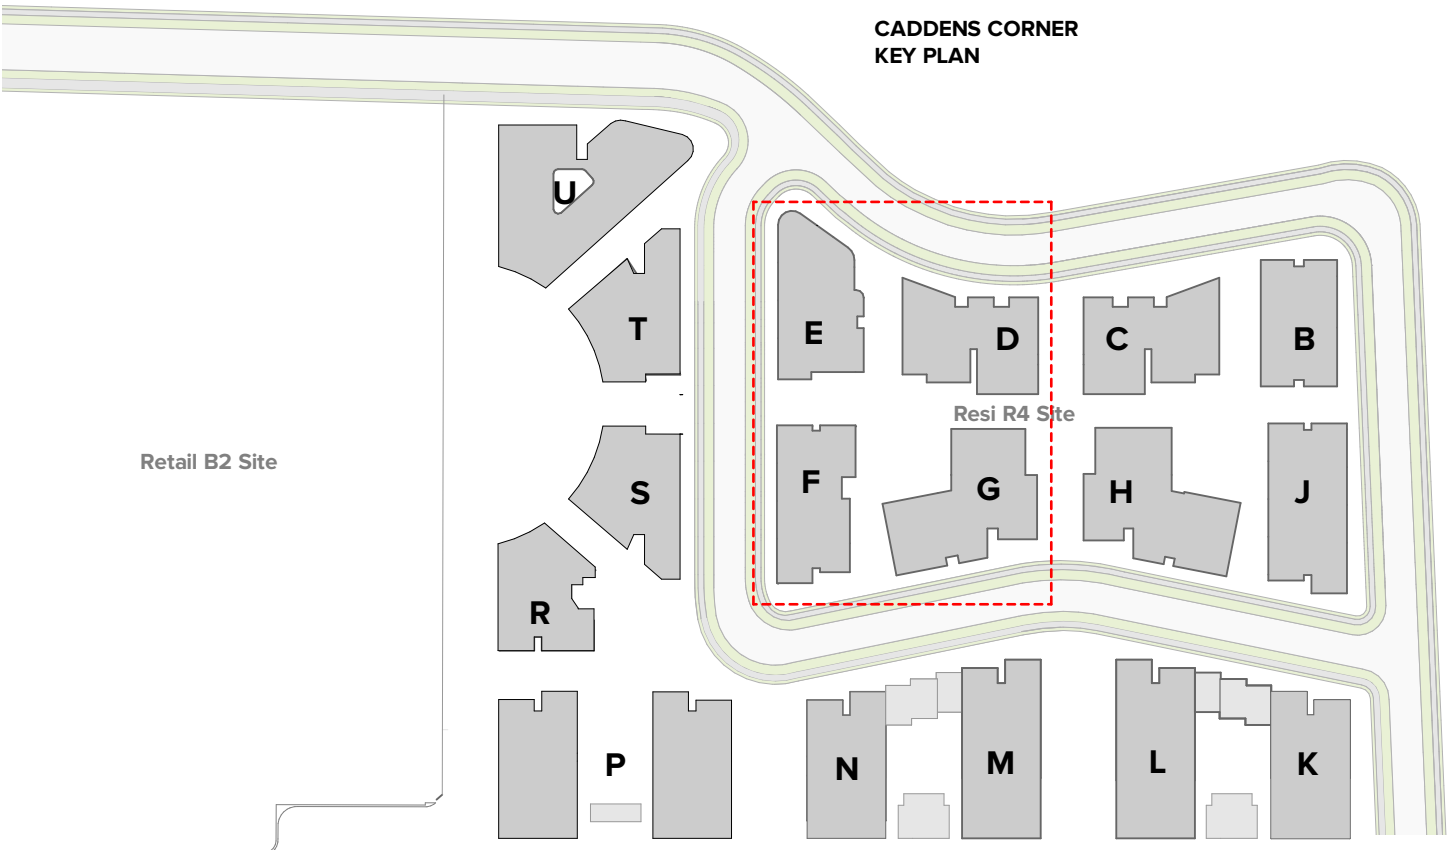 CADDENS CORNER
KEY PLAN
U
T
E
D
C
B
Resi R4 Site
Retail B2 Site
S
F
G
H
J
R
P
N
M
L
K